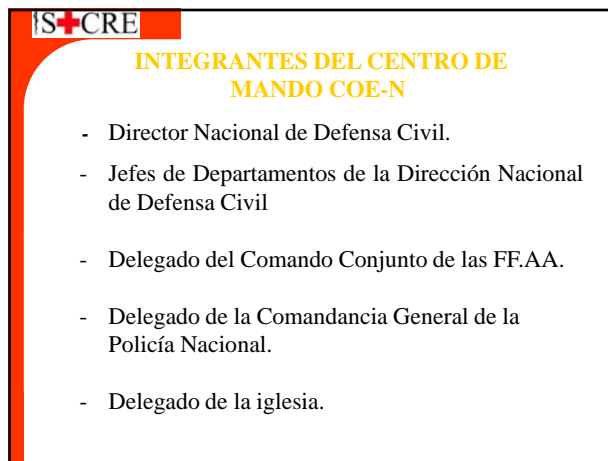 IS+CRE
INTEGRANTES DEL CENTRO DE
MANDO COE-N
- Director Nacional de Defensa Civil.
- Jefes de Departamentos de la Dirección Nacional
de Defensa Civil
- Delegado del Comando Conjunto de las FF.AA.
- Delegado de la Comandancia General de la
Policía Nacional.
- Delegado de la iglesia.